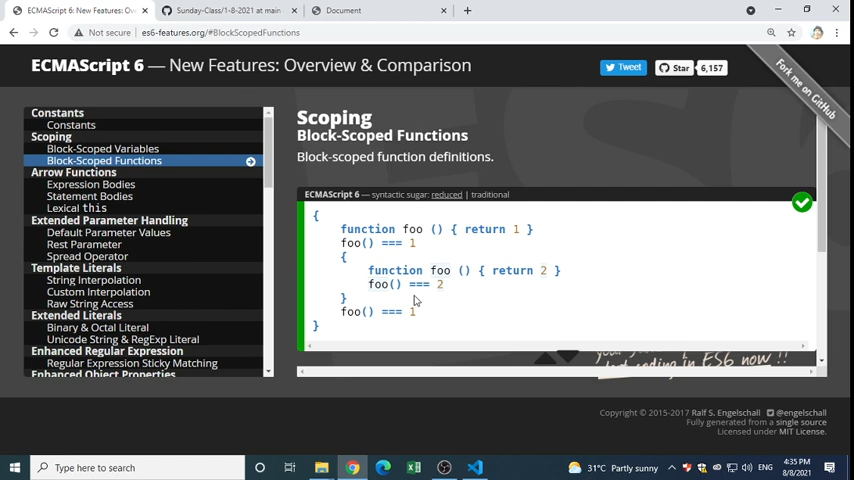 ECMAScript 6: New Features: Ov
Sunday-Class/1-8-2021 at main
Document
Not secure
es6-features.org/#BlockScopedFunctions
ECMAScript 6 — New Features: Overview & Comparison
Tweet
Star
6,157
Fork me on GitHub
Constants
Constants
Scoping
Block-Scoped Variables
Block-Scoped Functions
Arrow Functions
Expression Bodies
Statement Bodies
Lexical this
Extended Parameter Handling
Default Parameter Values
Rest Parameter
Spread Operator
Template Literals
String Interpolation
Custom Interpolation
Raw String Access
Extended Literals
Binary & Octal Literal
Unicode String & RegExp Literal
Enhanced Regular Expression
Regular Expression Sticky Matching
Enhanced Object Properties
Scoping
Block-Scoped Functions
Block-scoped function definitions.
ECMAScript 6 — syntactic sugar: reduced | traditional
{
function foo () { return 1 }
foo() === 1
{
function foo () { return 2 }
foo() === 2
}
foo() === 1
}
start coding in ES6 now !!
Copyright © 2015-2017 Ralf S. Engelschall @engelschall
Fully generated from a single source
Licensed under MIT License.
Type here to search
31°C Partly sunny
ENG
4:35 PM
8/8/2021